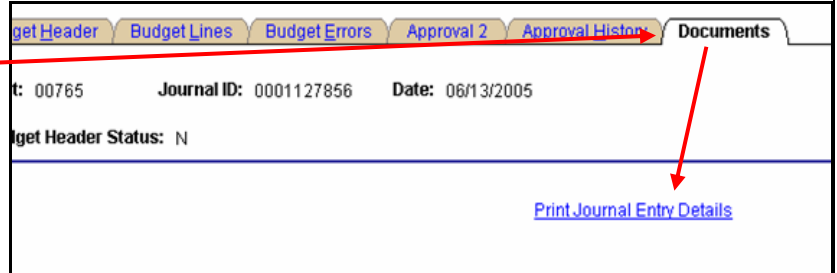 get Header Budget Lines Budget Errors Approval 2 Approval History Documents
t: 00765 Journal ID: 0001127856 Date: 06/13/2005
lget Header Status: N
Print Journal Entry Details